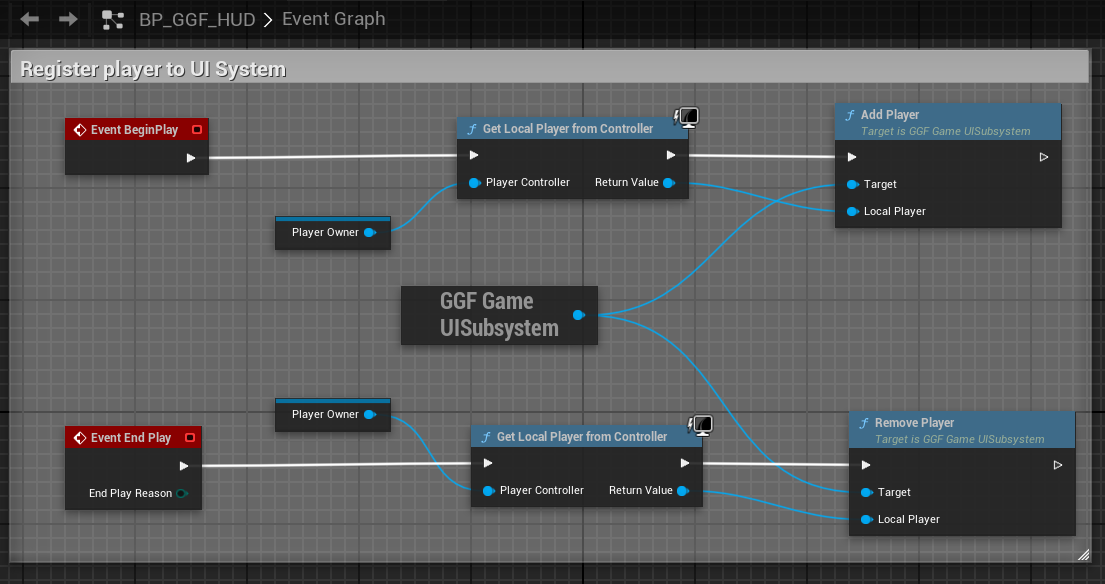 BP_GGF_HUD > Event Graph
Register player to UI System
Event BeginPlay
Get Local Player from Controller
Player Controller
Return Value
Add Player
Target is GGF Game UISubsystem
Target
Local Player
Player Owner
GGF Game
UISubsystem
Player Owner
Event End Play
End Play Reason
Get Local Player from Controller
Player Controller
Return Value
Remove Player
Target is GGF Game UISubsystem
Target
Local Player